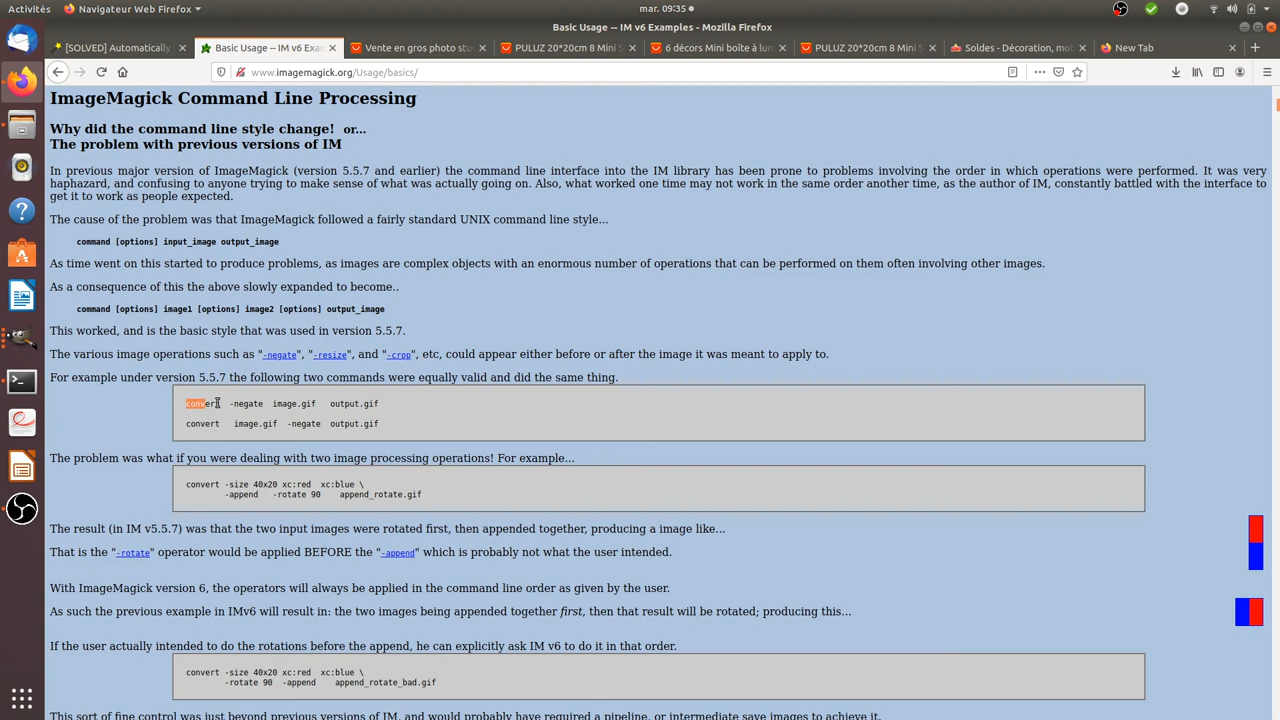 Activités
Navigateur Web Firefox
mar. 09:35
Basic Usage -- IM v6 Examples - Mozilla Firefox
[SOLVED] Automatically
Basic Usage -- IM v6 Exam
Vente en gros photo stu
PULUZ 20*20cm 8 Mini S
6 décors Mini boîte à lum
PULUZ 20*20cm 8 Mini S
Soldes - Décoration, mob
New Tab
www.imagemagick.org/Usage/basics/
ImageMagick Command Line Processing
Why did the command line style change! or...
The problem with previous versions of IM
In previous major version of ImageMagick (version 5.5.7 and earlier) the command line interface into the IM library has been prone to problems involving the order in which operations were performed. It was very
haphazard, and confusing to anyone trying to make sense of what was actually going on. Also, what worked one time may not work in the same order another time, as the author of IM, constantly battled with the interface to
get it to work as people expected.
The cause of the problem was that ImageMagick followed a fairly standard UNIX command line style...
command [options] input_image output_image
As time went on this started to produce problems, as images are complex objects with an enormous number of operations that can be performed on them often involving other images.
As a consequence of this the above slowly expanded to become..
command [options] image1 [options] image2 [options] output_image
This worked, and is the basic style that was used in version 5.5.7.
The various image operations such as "-negate", "-resize", and "-crop", etc, could appear either before or after the image it was meant to apply to.
For example under version 5.5.7 the following two commands were equally valid and did the same thing.
convert -negate image.gif output.gif
convert image.gif -negate output.gif
The problem was what if you were dealing with two image processing operations! For example...
convert -size 40x20 xc:red xc:blue \
-append -rotate 90 append_rotate.gif
The result (in IM v5.5.7) was that the two input images were rotated first, then appended together, producing a image like...
That is the "-rotate" operator would be applied BEFORE the "-append" which is probably not what the user intended.
With ImageMagick version 6, the operators will always be applied in the command line order as given by the user.
As such the previous example in IMv6 will result in: the two images being appended together first, then that result will be rotated; producing this...
If the user actually intended to do the rotations before the append, he can explicitly ask IM v6 to do it in that order.
convert -size 40x20 xc:red xc:blue \
-rotate 90 -append append_rotate_bad.gif
This sort of fine control was just beyond previous versions of IM, and would probably have required a pipeline, or intermediate save images to achieve it.